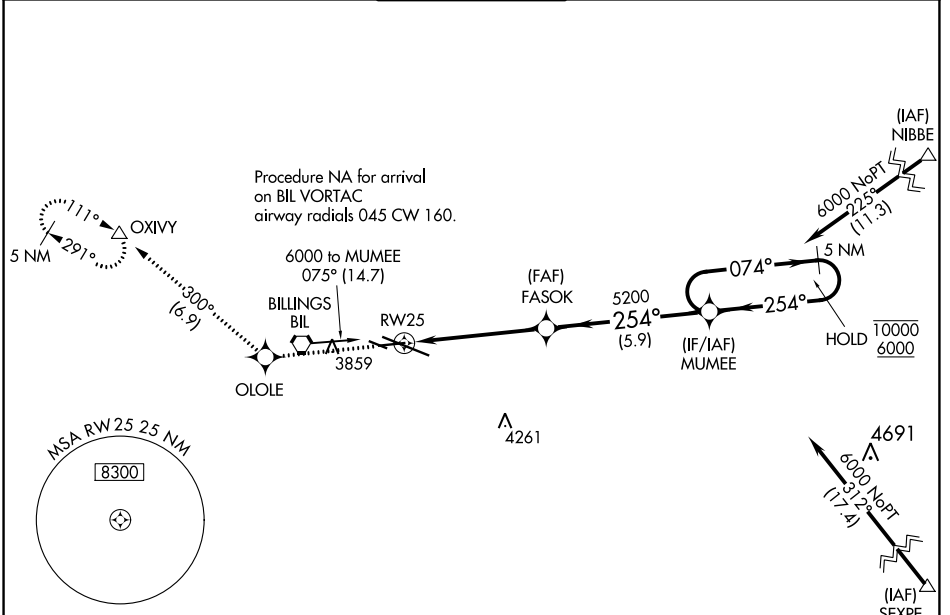 (IAF)
NIBBE
6000 NoPT
225°
(11.3)
Procedure NA for arrival
on BIL VORTAC
airway radials 045 CW 160.
111°
OXIVY
291°
5 NM
5 NM
6000 to MUMEE
075° (14.7)
074°
(FAF)
FASOK
300°
(6.9)
BILLINGS
BIL
RW25
5200
254°
(5.9)
254°
(IF/IAF)
MUMEE
HOLD
10000
6000
3859
OLOLE
4261
4691
MSA RW25 25 NM
8300
6000 NoPT
312°
(17.4)
(IAF)